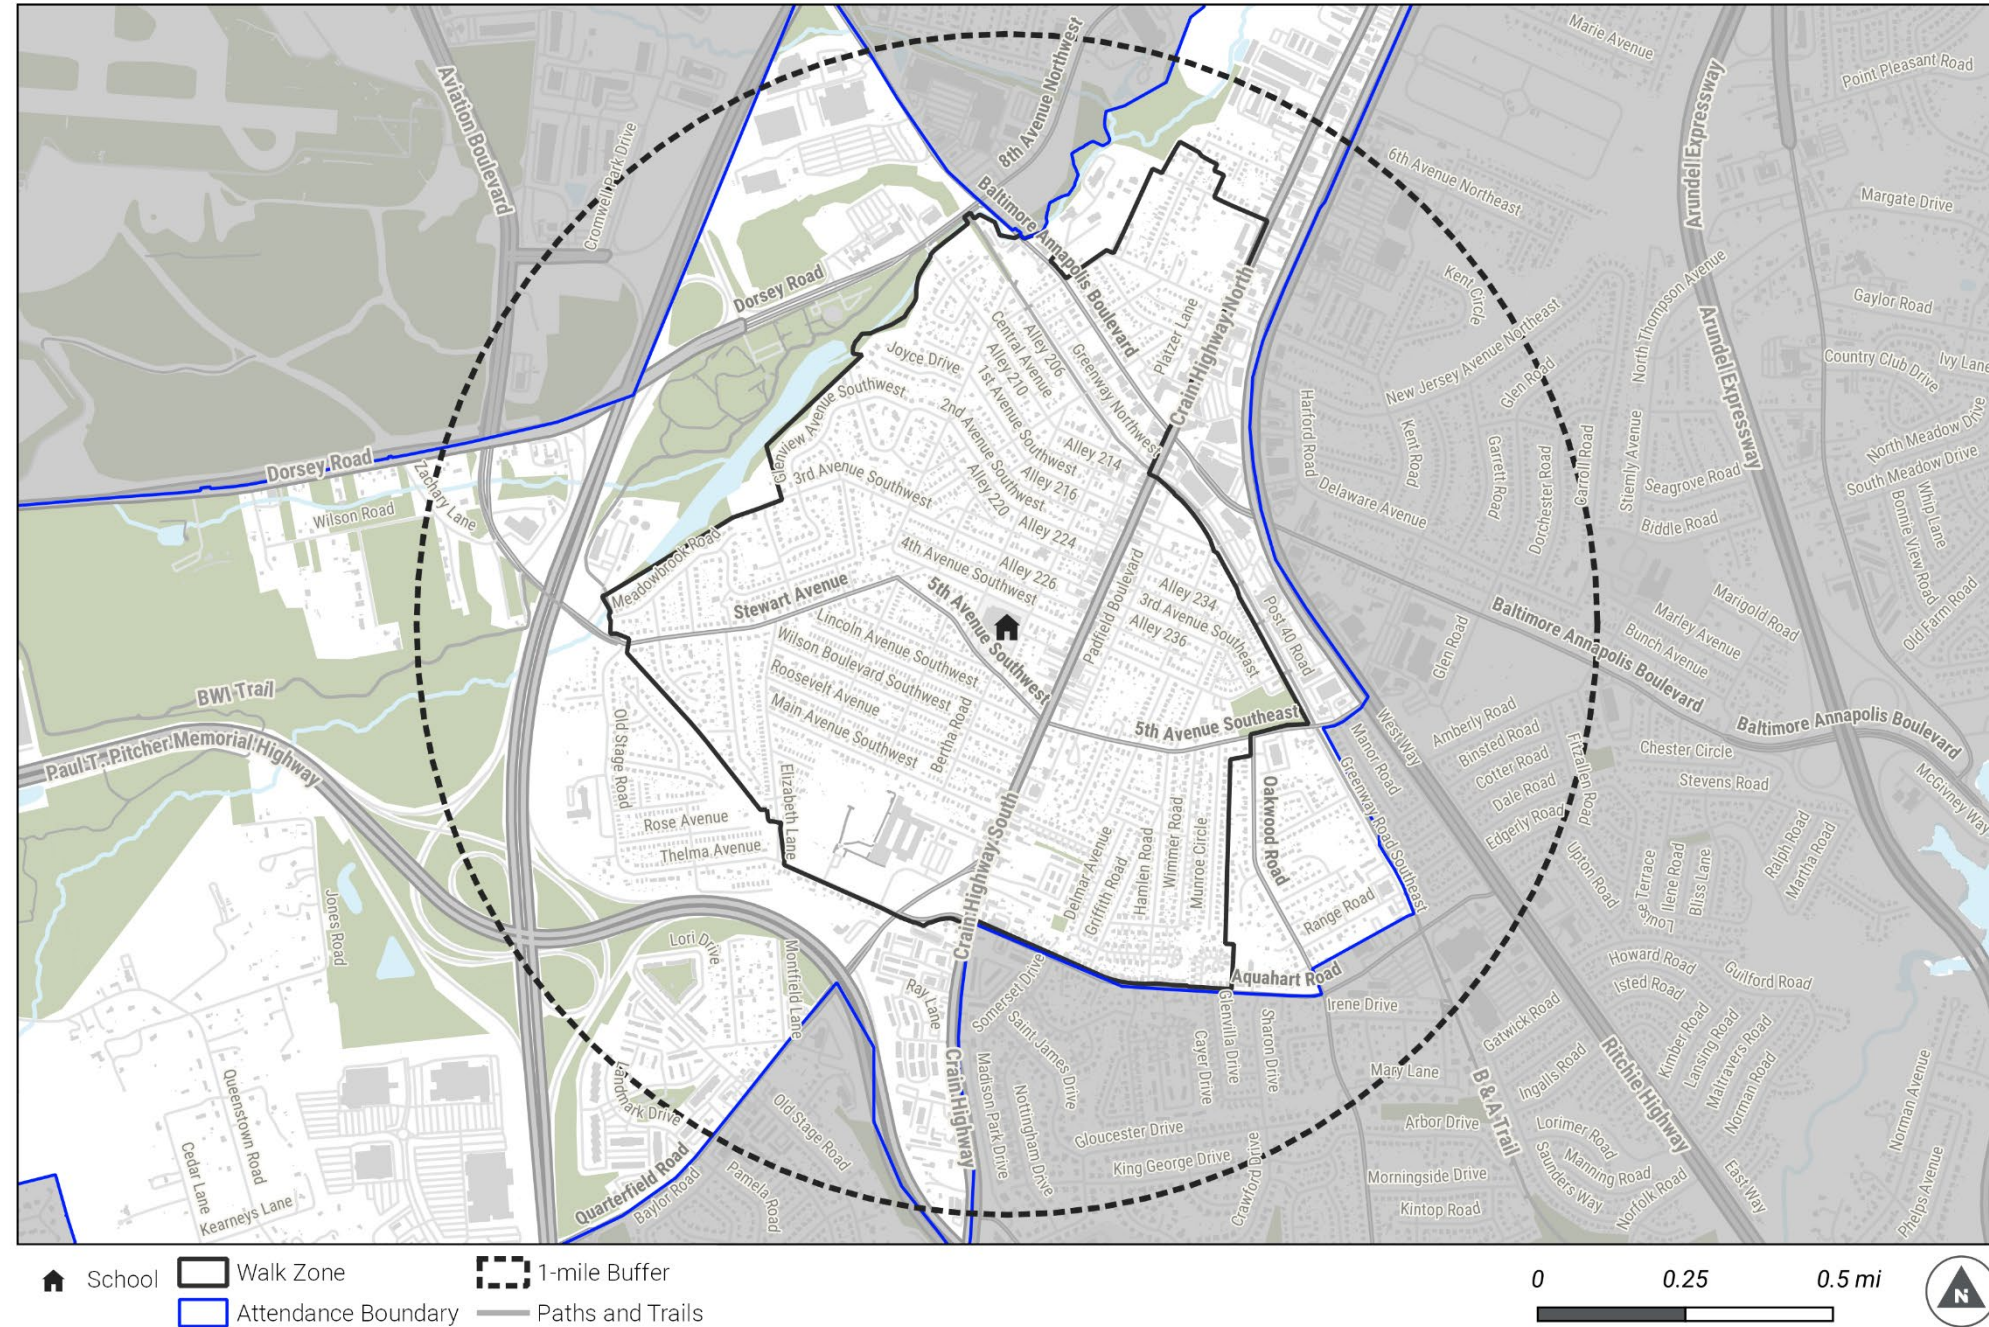 Marie Avenue
Point Pleasant Road
Aviation Boulevard
Cromwell Park Drive
8th Avenue Northwest
Arundel Expressway
6th Avenue Northeast
Margate Drive
Baltimore Annapolis Boulevard
Dorsey Road
Kent Circle
North Thompson Avenue
Gaylor Road
Crain Highway North
Platzer Lane
Central Avenue
Alley 206
Alley 210
Greenway Northwest
New Jersey Avenue Northeast
Glen Road
Arundel Expressway
Country Club Drive
Ivy Lane
Joyce Drive
1st Avenue Southwest
Glenview Avenue Southwest
2nd Avenue Southwest
Harford Road
Kent Road
Garrett Road
Dorchester Road
Garroll Road
Stiemly Avenue
North Meadow Drive
South Meadow Drive
Seagrove Road
Whip Lane
Bonnie View Road
Dorsey Road
Zachary Lane
Wilson Road
3rd Avenue Southwest
Alley 214
Alley 216
Alley 220
Alley 224
Delaware Avenue
Biddle Road
Old Farm Road
Meadowbrook Road
4th Avenue Southwest
Alley 226
Stewart Avenue
5th Avenue Southwest
Padfield Boulevard
Alley 234
3rd Avenue Southeast
Alley 236
Post 40 Road
Baltimore Annapolis Boulevard
Glen Road
Marley Avenue
Bunch Avenue
Marigold Road
Lincoln Avenue Southwest
Wilson Boulevard Southwest
Roosevelt Avenue
Main Avenue Southwest
Bertha Road
BWI Trail
Paul T. Pitcher Memorial Highway
Old Stage Road
Elizabeth Lane
5th Avenue Southeast
Manor Road
West Way
Greenway Road Southeast
Amberly Road
Binsted Road
Cotter Road
Dale Road
Edgerly Road
Fitzallen Road
Chester Circle
Stevens Road
Baltimore Annapolis Boulevard
McGivney Way
Rose Avenue
Thelma Avenue
Crain Highway South
Delmar Avenue
Griffith Road
Hamlen Road
Wimmer Road
Munroe Circle
Oakwood Road
Range Road
Upton Road
Louise Terrace
Ilene Road
Bliss Lane
Ralph Road
Martha Road
Jones Road
Lori Drive
Montfield Lane
Ray Lane
Somerset Drive
Saint James Drive
Aquahart Road
Irene Drive
Howard Road
Isted Road
Guilford Road
Glenvilla Drive
Cayer Drive
Sharon Drive
Gatwick Road
Kimber Road
Lansing Road
Maltravers Road
Norman Road
Queenstown Road
Cedar Lane
Kearneys Lane
Landmark Drive
Quarterfield Road
Baylor Road
Pamela Road
Old Stage Road
Crain Highway
Madison Park Drive
Nottingham Drive
Gloucester Drive
King George Drive
Crawford Drive
Mary Lane
Arbor Drive
Morningside Drive
Kintop Road
B & A Trail
Ingalls Road
Lorimer Road
Manning Road
Saunders Way
Norfolk Road
Ritchie Highway
East Way
Norman Avenue
Phelps Avenue
School
Walk Zone
1-mile Buffer
Attendance Boundary
Paths and Trails
0 0.25 0.5 mi
N